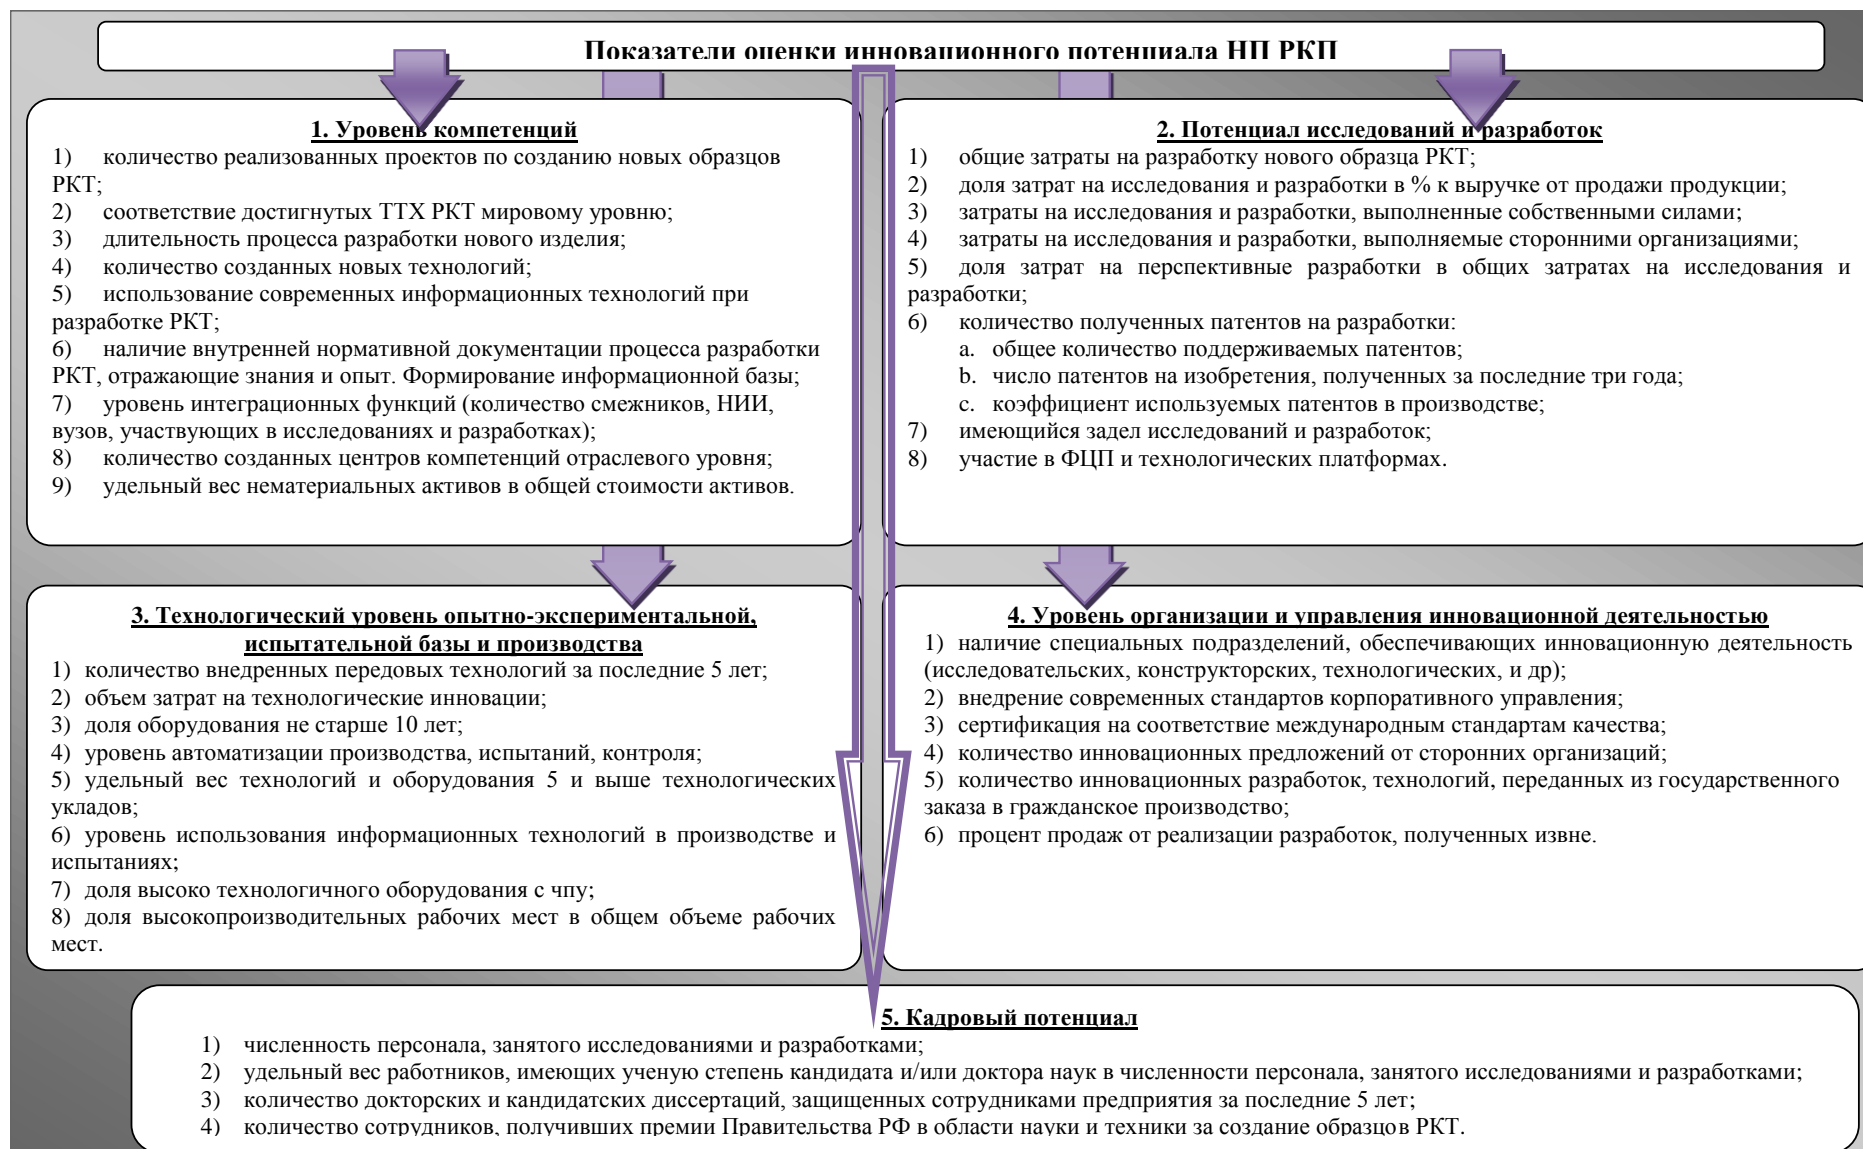 Показатели оценки инновационного потенциала НП РКП
1. Уровень компетенций
1) количество реализованных проектов по созданию новых образцов
РКТ;
2) соответствие достигнутых ТТХ РКТ мировому уровню;
3) длительность процесса разработки нового изделия;
4) количество созданных новых технологий;
5) использование современных информационных технологий при
разработке РКТ;
6) наличие внутренней нормативной документации процесса разработки
РКТ, отражающие знания и опыт. Формирование информационной базы;
7) уровень интеграционных функций (количество смежников, НИИ,
вузов, участвующих в исследованиях и разработках);
8) количество созданных центров компетенций отраслевого уровня;
9) удельный вес нематериальных активов в общей стоимости активов.
2. Потенциал исследований и разработок
1) общие затраты на разработку нового образца РКТ;
2) доля затрат на исследования и разработки в % к выручке от продажи продукции;
3) затраты на исследования и разработки, выполненные собственными силами;
4) затраты на исследования и разработки, выполняемые сторонними организациями;
5) доля затрат на перспективные разработки в общих затратах на исследования и
разработки;
6) количество полученных патентов на разработки:
a. общее количество поддерживаемых патентов;
b. число патентов на изобретения, полученных за последние три года;
c. коэффициент используемых патентов в производстве;
7) имеющийся задел исследований и разработок;
8) участие в ФЦП и технологических платформах.
3. Технологический уровень опытно-экспериментальной,
испытательной базы и производства
1) количество внедренных передовых технологий за последние 5 лет;
2) объем затрат на технологические инновации;
3) доля оборудования не старше 10 лет;
4) уровень автоматизации производства, испытаний, контроля;
5) удельный вес технологий и оборудования 5 и выше технологических
укладов;
6) уровень использования информационных технологий в производстве и
испытаниях;
7) доля высоко технологичного оборудования с чпу;
8) доля высокопроизводительных рабочих мест в общем объеме рабочих
мест.
4. Уровень организации и управления инновационной деятельностью
1) наличие специальных подразделений, обеспечивающих инновационную деятельность
(исследовательских, конструкторских, технологических, и др);
2) внедрение современных стандартов корпоративного управления;
3) сертификация на соответствие международным стандартам качества;
4) количество инновационных предложений от сторонних организаций;
5) количество инновационных разработок, технологий, переданных из государственного
заказа в гражданское производство;
6) процент продаж от реализации разработок, полученных извне.
5. Кадровый потенциал
1) численность персонала, занятого исследованиями и разработками;
2) удельный вес работников, имеющих ученую степень кандидата и/или доктора наук в численности персонала, занятого исследованиями и разработками;
3) количество докторских и кандидатских диссертаций, защищенных сотрудниками предприятия за последние 5 лет;
4) количество сотрудников, получивших премии Правительства РФ в области науки и техники за создание образцов РКТ.